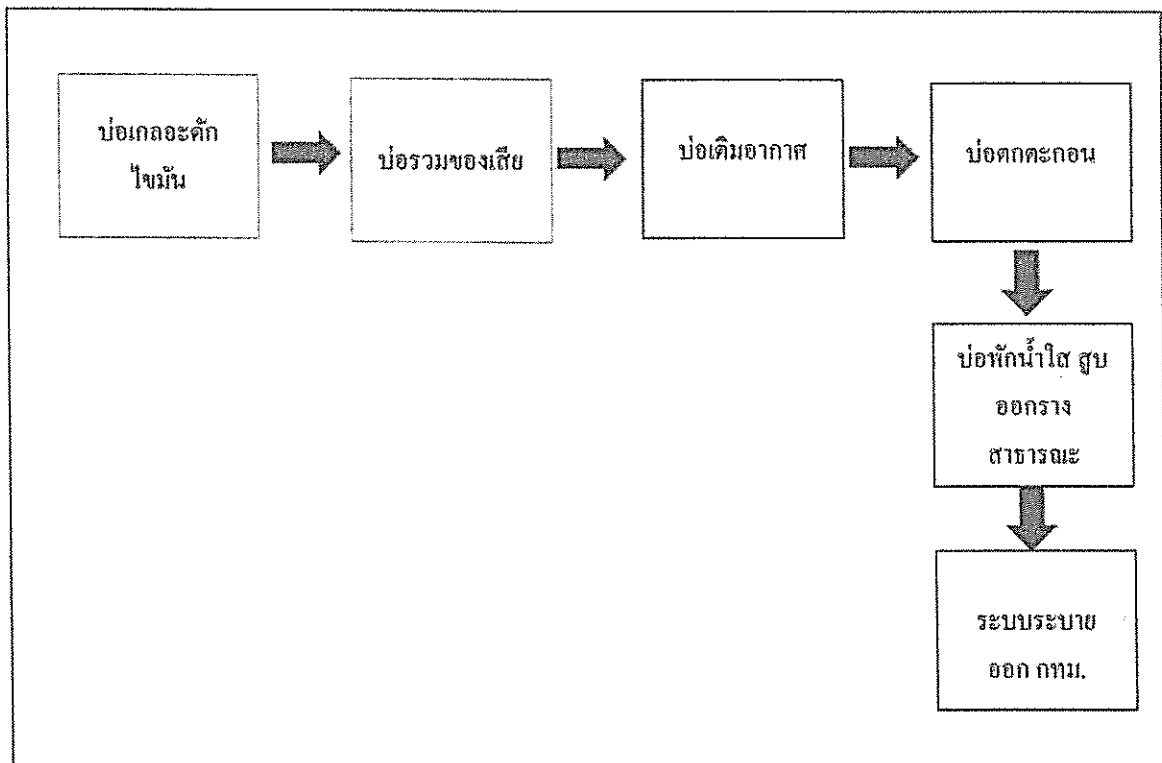 บ่อเกลอะดัก
ไขมัน
บ่อรวมของเสีย
บ่อเติมอากาศ
บ่อตกตะกอน
บ่อพักน้ำใส สูบ
ออกราง
สาธารณะ
ระบบระบาย
ออก กทม.